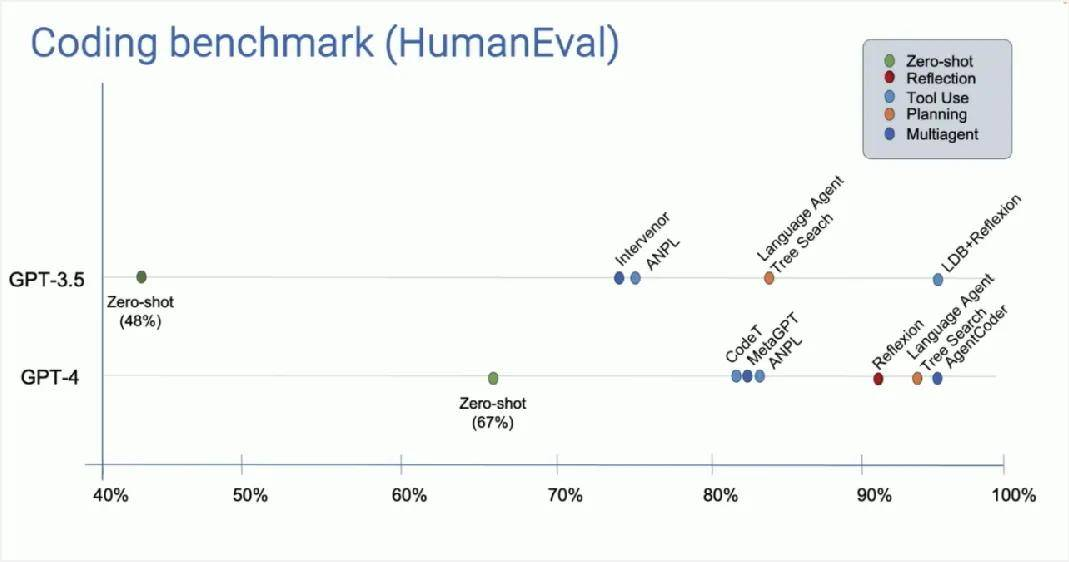 Coding benchmark (HumanEval)
Zero-shot
Reflection
Tool Use
Planning
Multiagent
GPT-3.5
Zero-shot
(48%)
Intervenor
ANPL
Language Agent
Tree Seach
LDB+Reflexion
GPT-4
Zero-shot
(67%)
CodeT
MetaGPT
ANPL
Reflexion
Language Agent
Tree Search
AgentCoder
40%
50%
60%
70%
80%
90%
100%